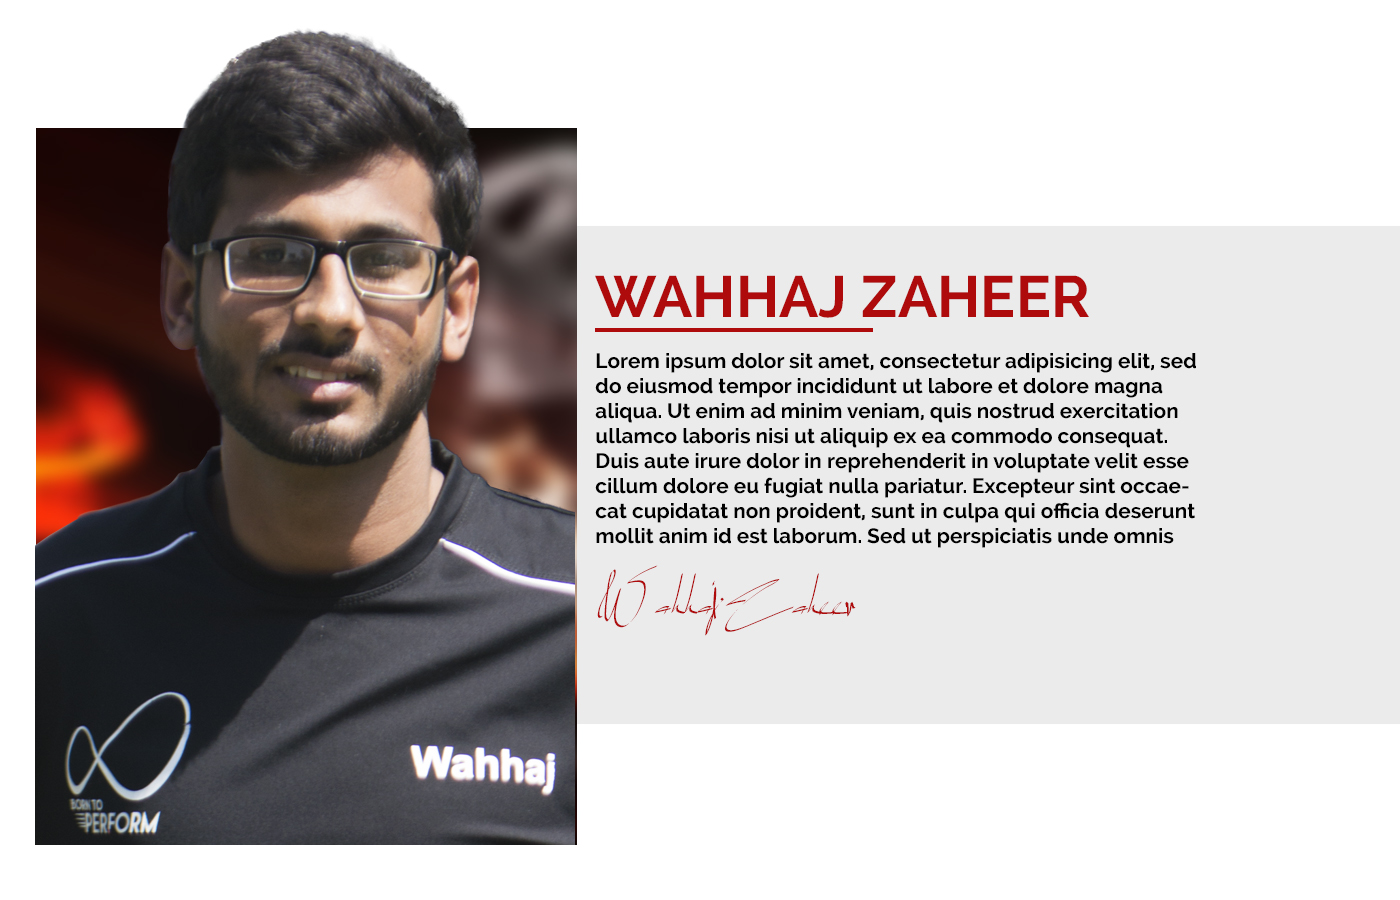 WAHHAJ ZAHEER
Lorem ipsum dolor sit amet, consectetur adipisicing elit, sed
do eiusmod tempor incididunt ut labore et dolore magna
aliqua. Ut enim ad minim veniam, quis nostrud exercitation
ullamco laboris nisi ut aliquip ex ea commodo consequat.
Duis aute irure dolor in reprehenderit in voluptate velit esse
cillum dolore eu fugiat nulla pariatur. Excepteur sint occae-
cat cupidatat non proident, sunt in culpa qui officia deserunt
mollit anim id est laborum. Sed ut perspiciatis unde omnis
Wahhaj Zaheer
Wahhaj
BORN TO
PERFORM